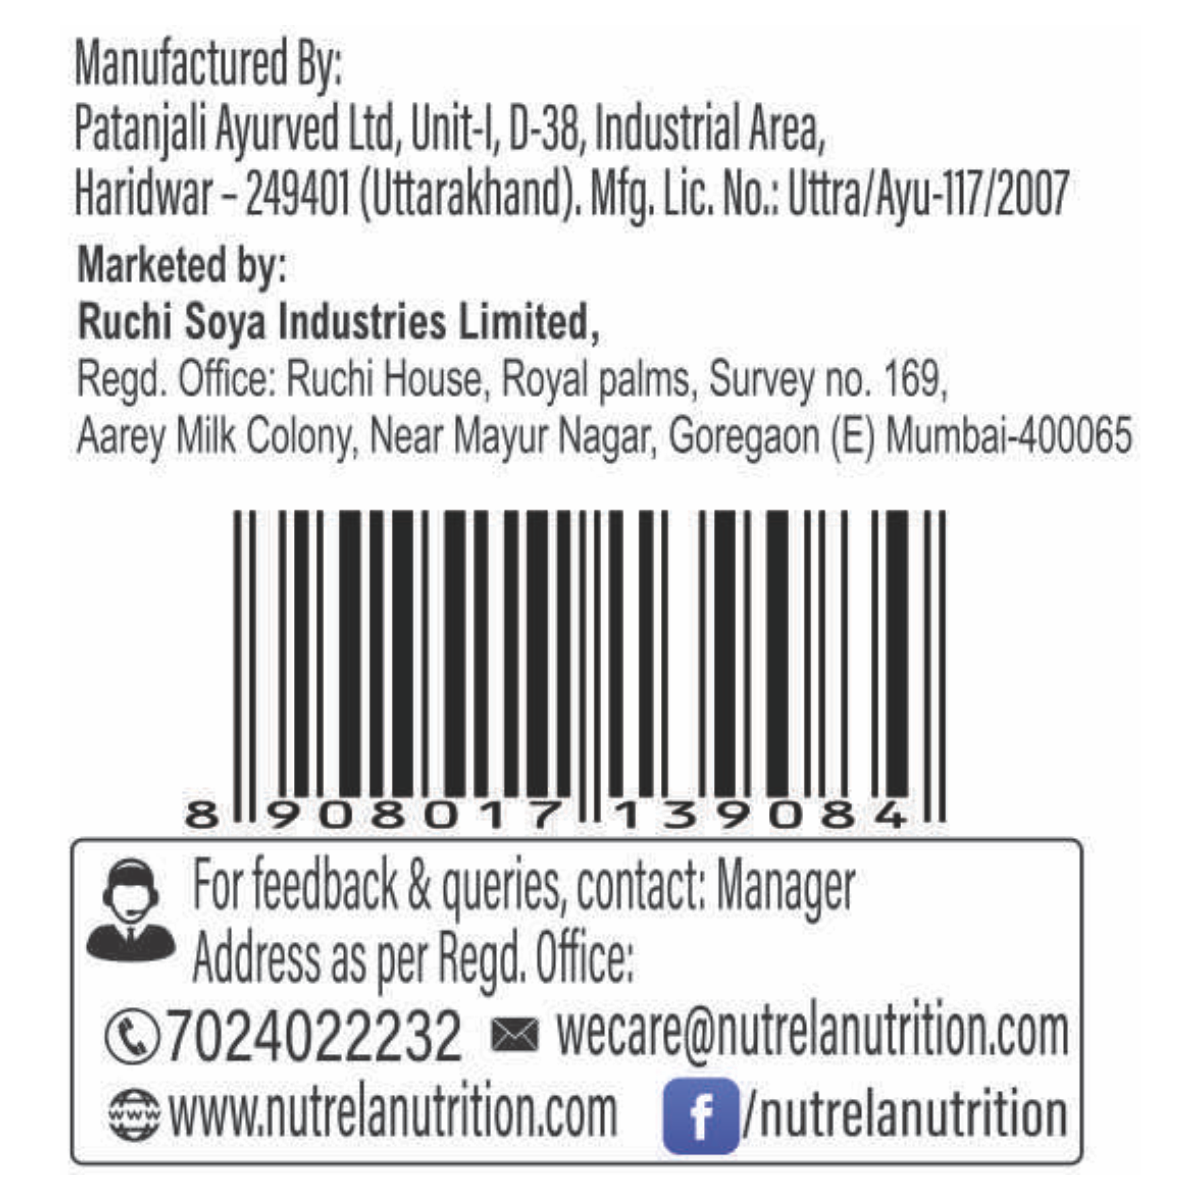 Manufactured By:
Patanjali Ayurved Ltd, Unit-I, D-38, Industrial Area,
Haridwar – 249401 (Uttarakhand). Mfg. Lic. No.: Uttra/Ayu-117/2007
Marketed by:
Ruchi Soya Industries Limited,
Regd. Office: Ruchi House, Royal palms, Survey no. 169,
Aarey Milk Colony, Near Mayur Nagar, Goregaon (E) Mumbai-400065
8 908017 139084
For feedback & queries, contact: Manager
Address as per Regd. Office:
7024022232 wecare@nutrelanutrition.com
www www.nutrelanutrition.com f/nutrelanutrition